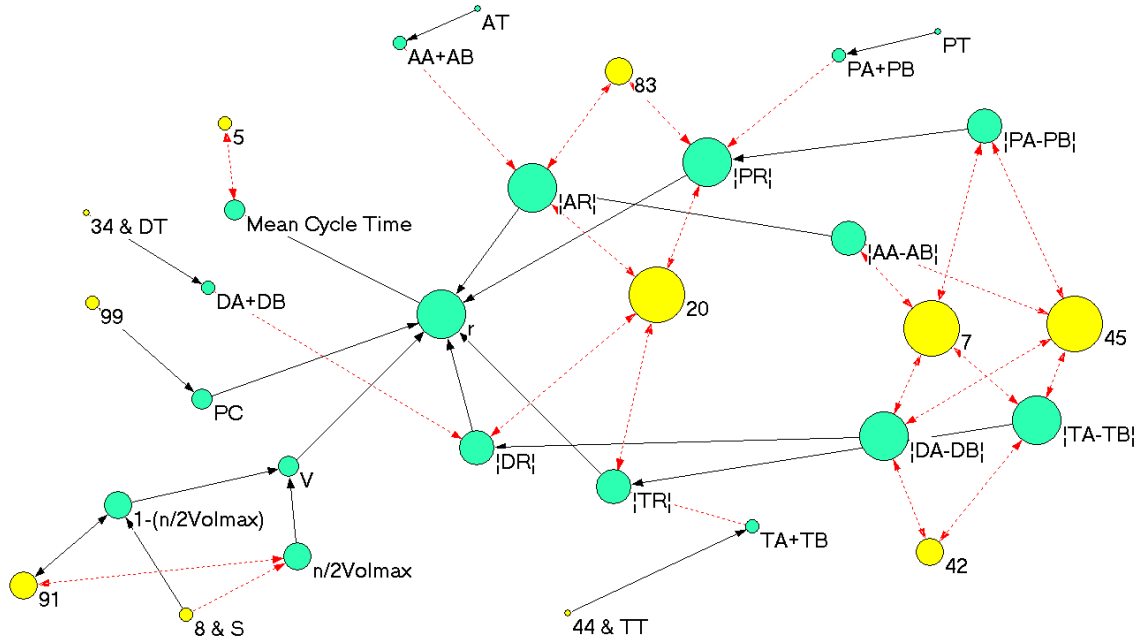 AT
PT
AA+AB
PA+PB
83
5
¦PA-PB¦
¦PR¦
¦AR¦
Mean Cycle Time
34 & DT
¦AA-AB¦
DA+DB
20
99
r
7
45
PC
¦TA-TB¦
¦DA-DB¦
¦DR¦
V
¦TR¦
1-(n/2Volmax)
TA+TB
42
n/2Volmax
91
8 & S
44 & TT